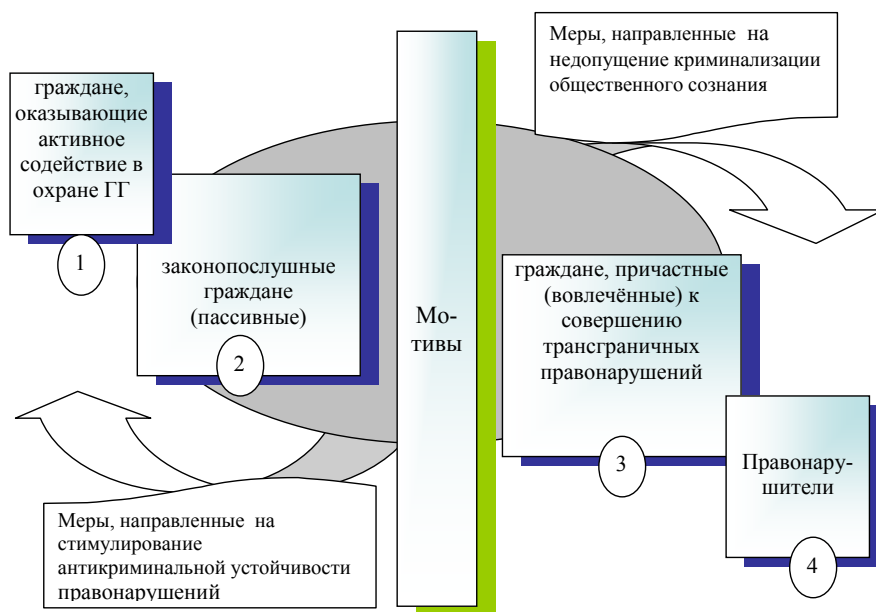 граждане,
оказывающие
активное
содействие в
охране ГГ
1
законопослушные
граждане
(пассивные)
2
Мо-
тивы
Меры, направленные на
недопущение криминализации
общественного сознания
граждане, причастные
(вовлечённые) к
совершению
трансграничных
правонарушений
3
Правонару-
шители
4
Меры, направленные на
стимулирование
антикриминальной устойчивости
правонарушений